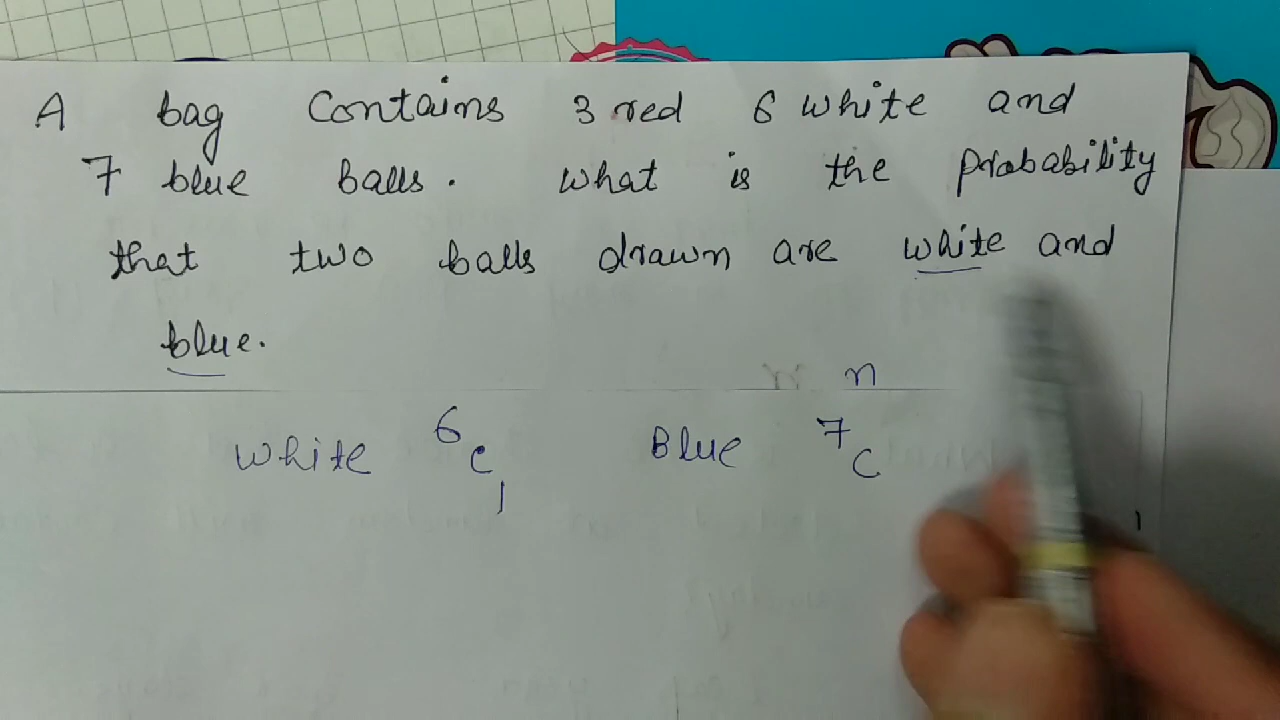 A bag Contains 3 red 6 white and
7 blue balls. What is the probability
that two balls drawn are white and
blue.
n
White 6c1 Blue 7c